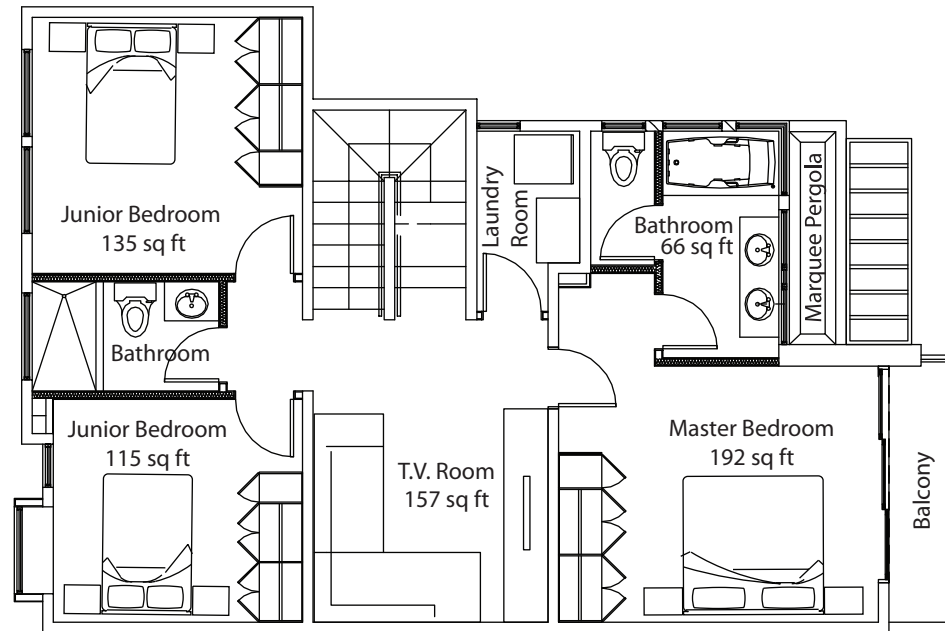 Junior Bedroom
135 sq ft
Laundry
Room
Bathroom
66 sq ft
Marquee Pergola
Bathroom
Junior Bedroom
115 sq ft
T.V. Room
157 sq ft
Master Bedroom
192 sq ft
Balcony